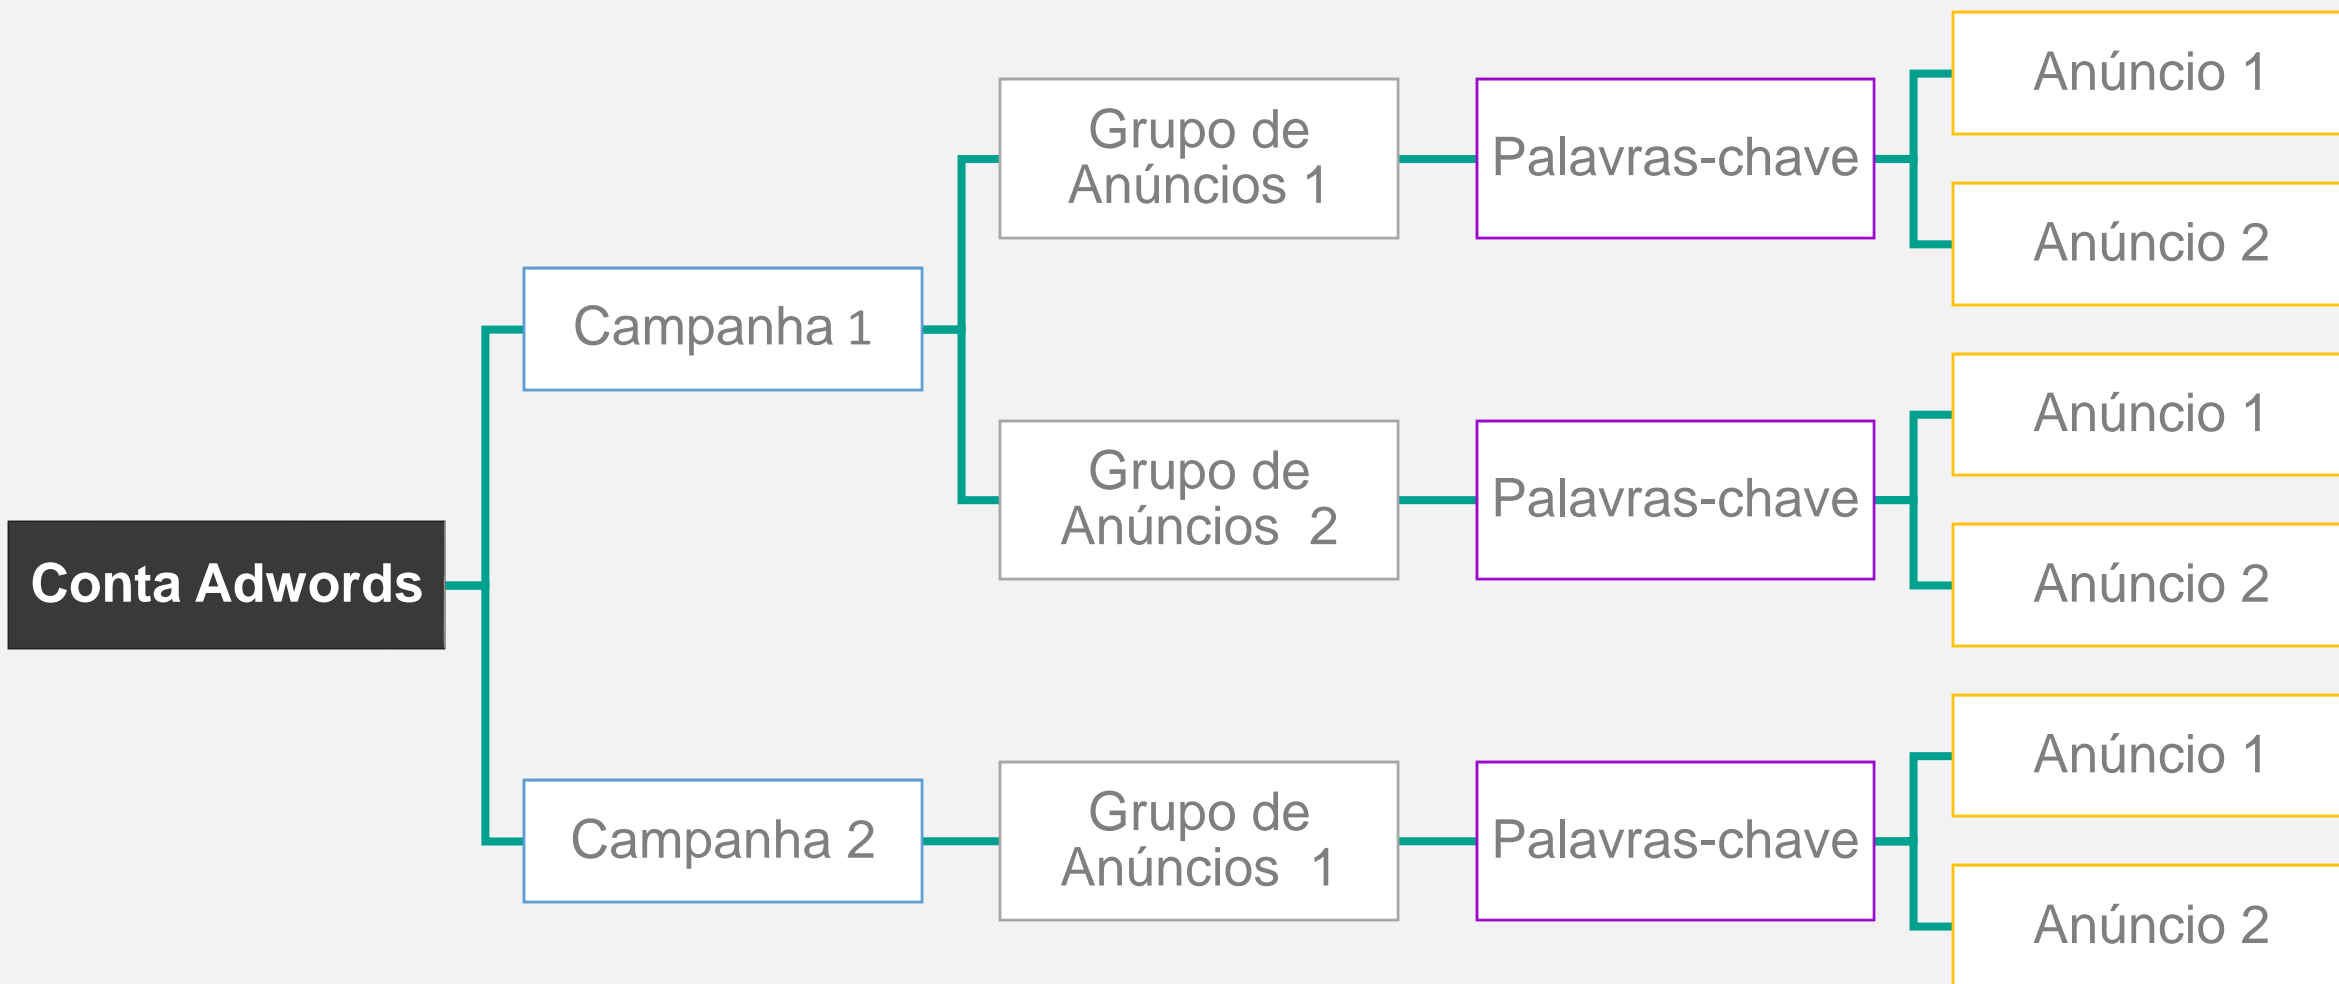 Conta Adwords
Campanha 1
Grupo de
Anúncios 1
Palavras-chave
Anúncio 1
Anúncio 2
Grupo de
Anúncios 2
Palavras-chave
Anúncio 1
Anúncio 2
Campanha 2
Grupo de
Anúncios 1
Palavras-chave
Anúncio 1
Anúncio 2